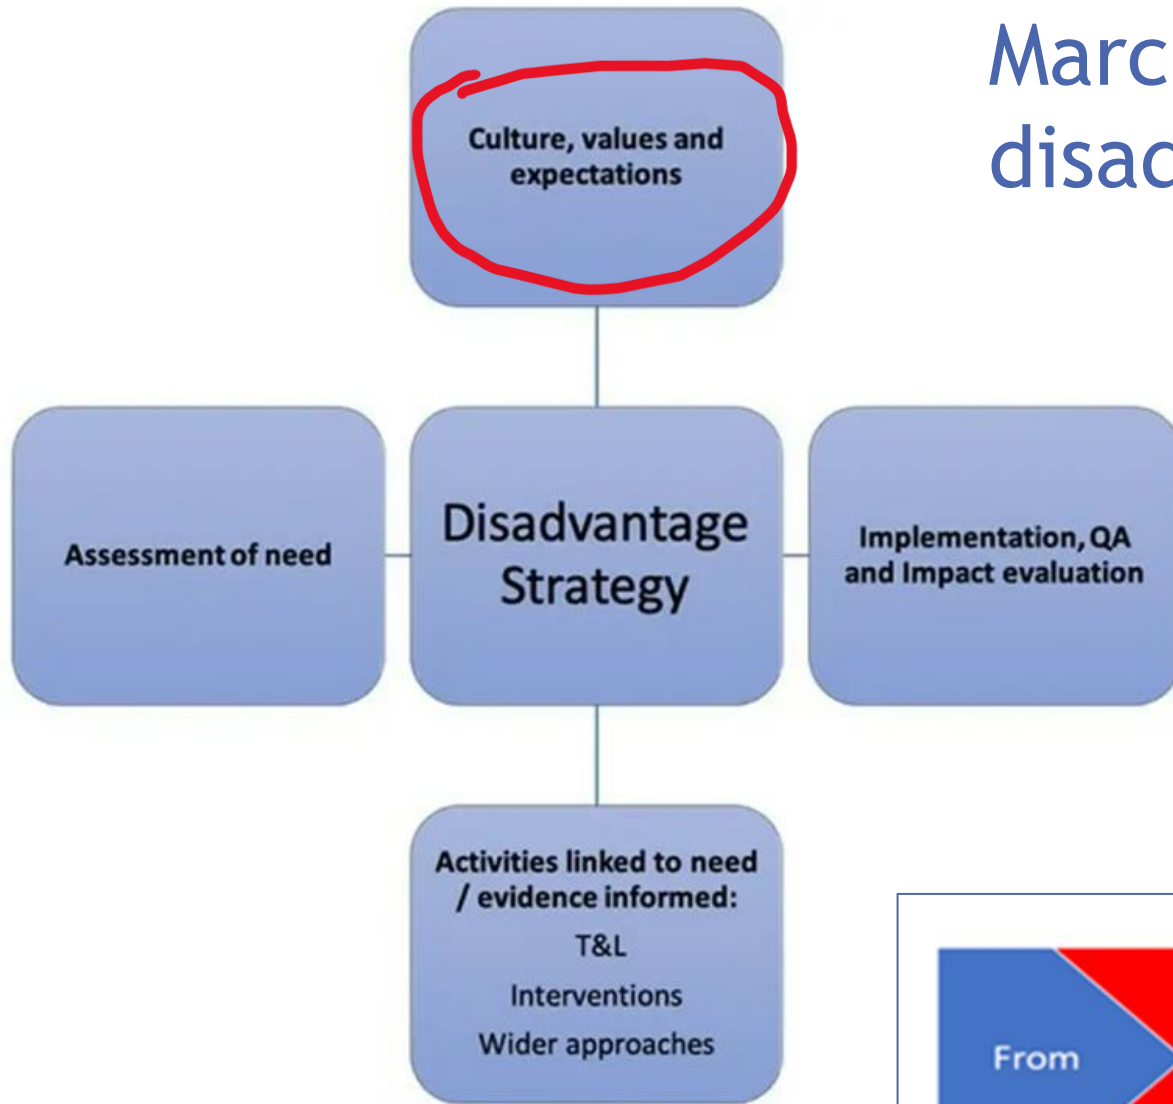 Marc
disad
Culture, values and
expectations
Assessment of need
Disadvantage
Strategy
Implementation, QA
and Impact evaluation
Activities linked to need
/ evidence informed:
T&L
Interventions
Wider approaches
From